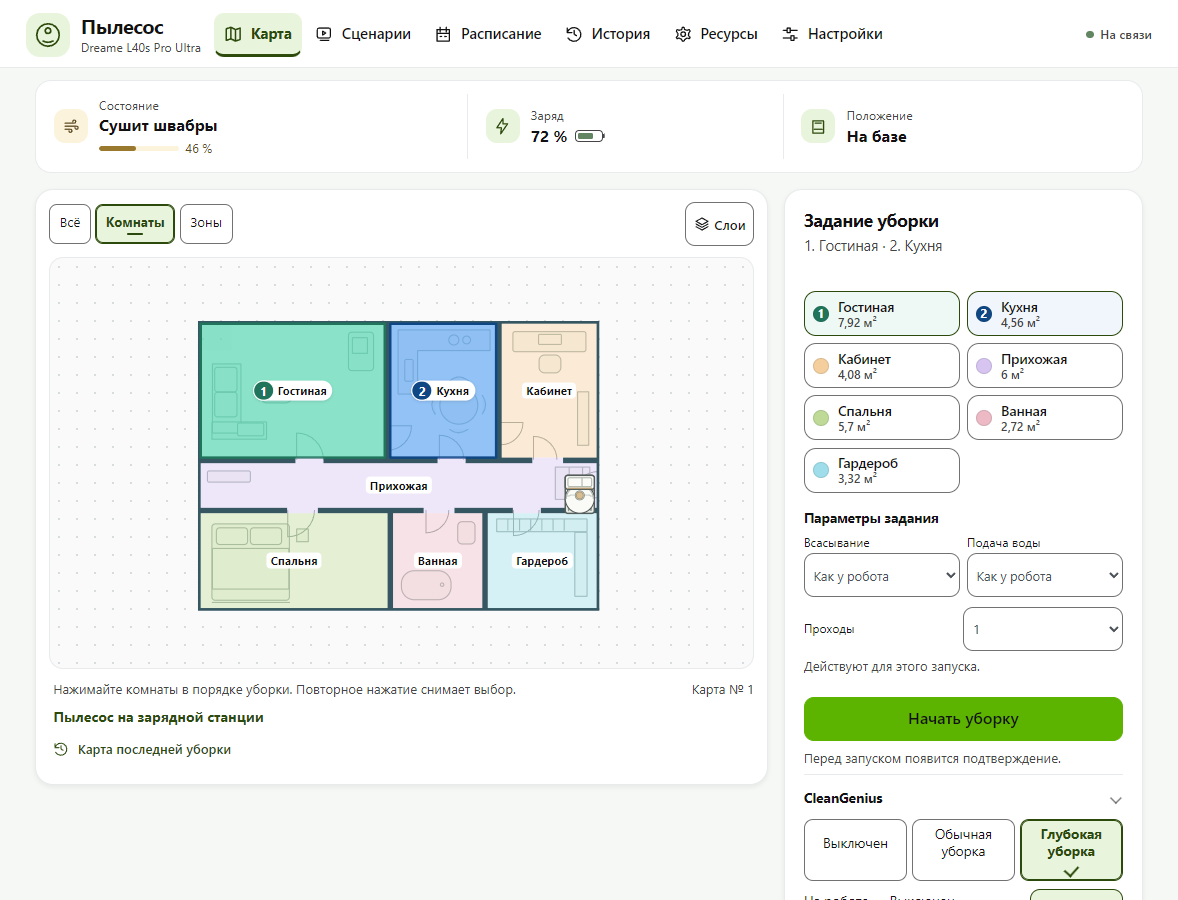 Пылесос
Dreame L40s Pro Ultra
Карта
Сценарии
Расписание
История
Ресурсы
Настройки
На связи
Состояние
Сушит швабры
46 %
Заряд
72 %
Положение
На базе
Всё
Комнаты
Зоны
Слои
1 Гостиная
2 Кухня
Кабинет
Прихожая
Спальня
Ванная
Гардероб
Нажимайте комнаты в порядке уборки. Повторное нажатие снимает выбор.
Карта № 1
Пылесос на зарядной станции
Карта последней уборки
Задание уборки
1. Гостиная · 2. Кухня
1 Гостиная
7,92 м²
2 Кухня
4,56 м²
Кабинет
4,08 м²
Прихожая
6 м²
Спальня
5,7 м²
Ванная
2,72 м²
Гардероб
3,32 м²
Параметры задания
Всасывание
Подача воды
Как у робота
Как у робота
Проходы
1
Действуют для этого запуска.
Начать уборку
Перед запуском появится подтверждение.
CleanGenius
Выключен
Обычная
уборка
Глубокая
уборка